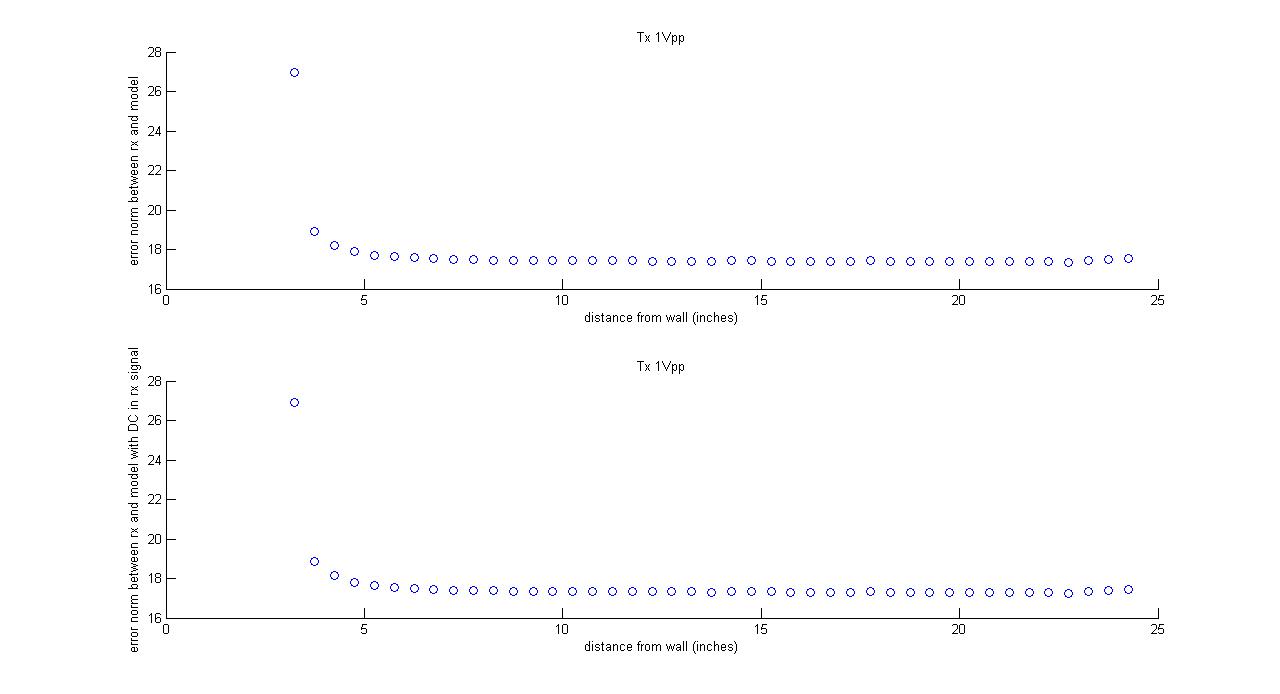 Tx 1Vpp
error norm between rx and model
28
26
24
22
20
18
16
0 5 10 15 20 25
distance from wall (inches)
Tx 1Vpp
error norm between rx and model with DC in rx signal
28
26
24
22
20
18
16
0 5 10 15 20 25
distance from wall (inches)